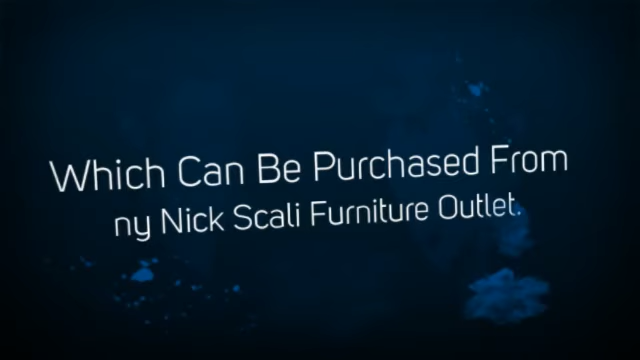 Which Can Be Purchased From
ny Nick Scali Furniture Outlet.